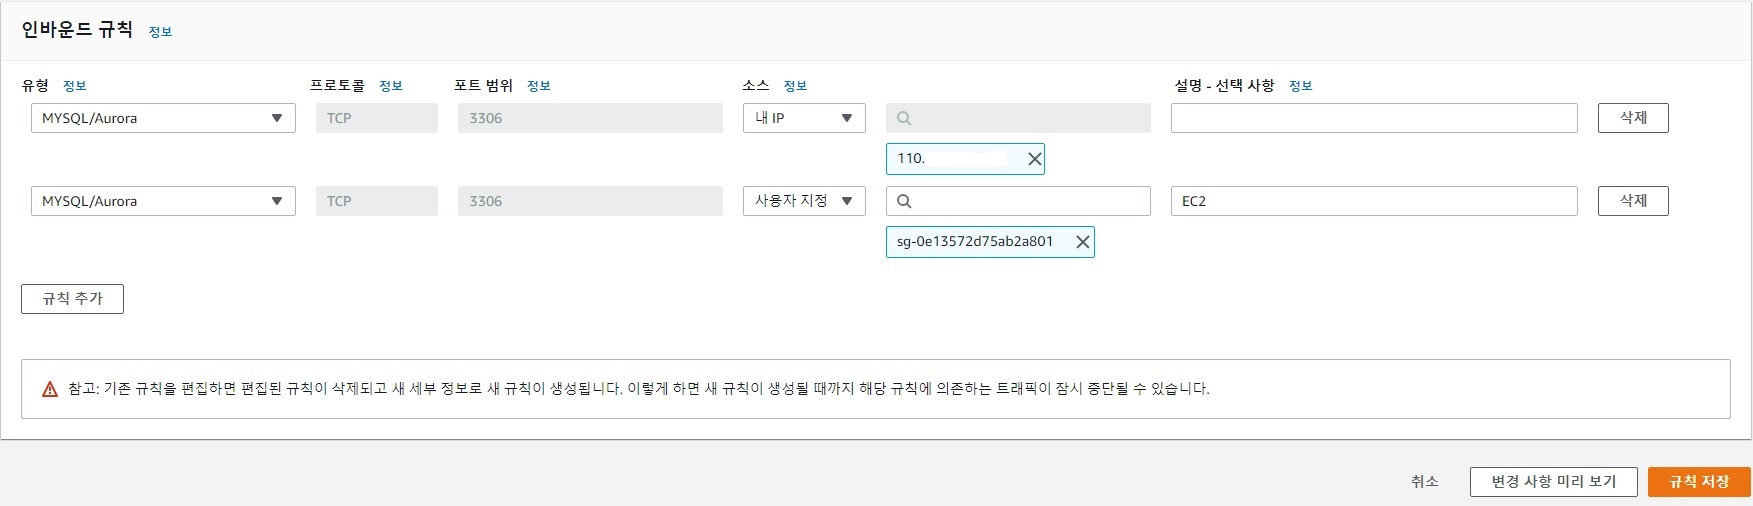 인바운드 규칙 정보
유형 정보 프로토콜 정보 포트 범위 정보 소스 정보 설명 - 선택 사항 정보
MYSQL/Aurora TCP 3306 내 IP 삭제
110.
MYSQL/Aurora TCP 3306 사용자 지정 EC2 삭제
sg-0e13572d75ab2a801
규칙 추가
참고: 기존 규칙을 편집하면 편집된 규칙이 삭제되고 새 세부 정보로 새 규칙이 생성됩니다. 이렇게 하면 새 규칙이 생성될 때까지 해당 규칙에 의존하는 트래픽이 잠시 중단될 수 있습니다.
취소 변경 사항 미리 보기 규칙 저장